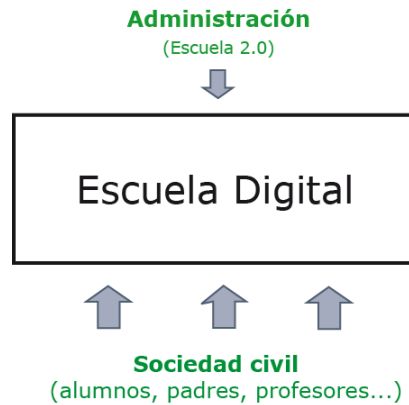 Administración
(Escuela 2.0)
Escuela Digital
Sociedad civil
(alumnos, padres, profesores...)